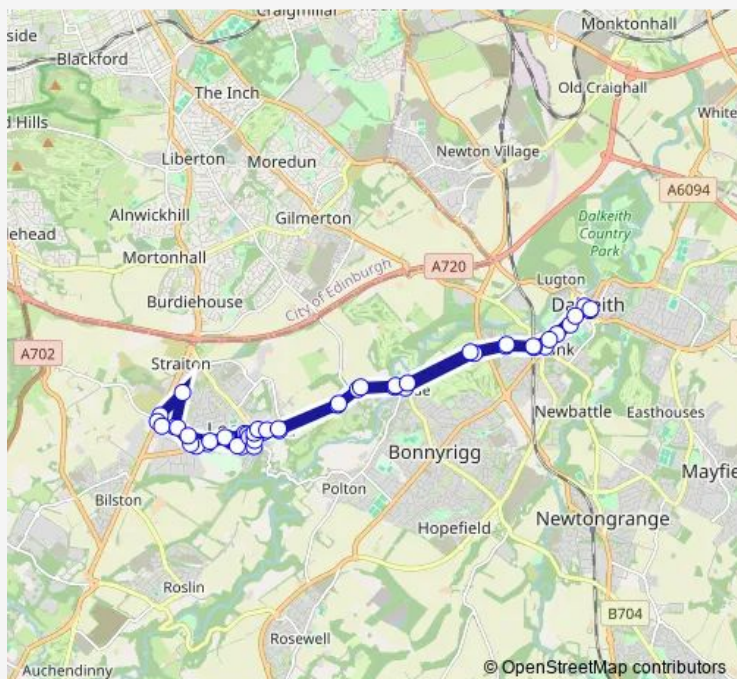 Craigmillar
Monktonhall
side
Blackford
The Inch
Old Craighall
d Hills
White
Liberton
Moredun
Newton Village
A6094
Alnwickhill
Gilmerton
Dalkeith
Country
Park
lehead
Mortonhall
A720
City of Edinburgh
Lugton
Burdiehouse
A702
Straiton
Newbattle
Easthouses
Bonnyrigg
Polton
Mayfie
Bilston
Hopefield
Newtongrange
Roslin
B704
Rosewell
Auchendinny
© OpenStreetMap contributors